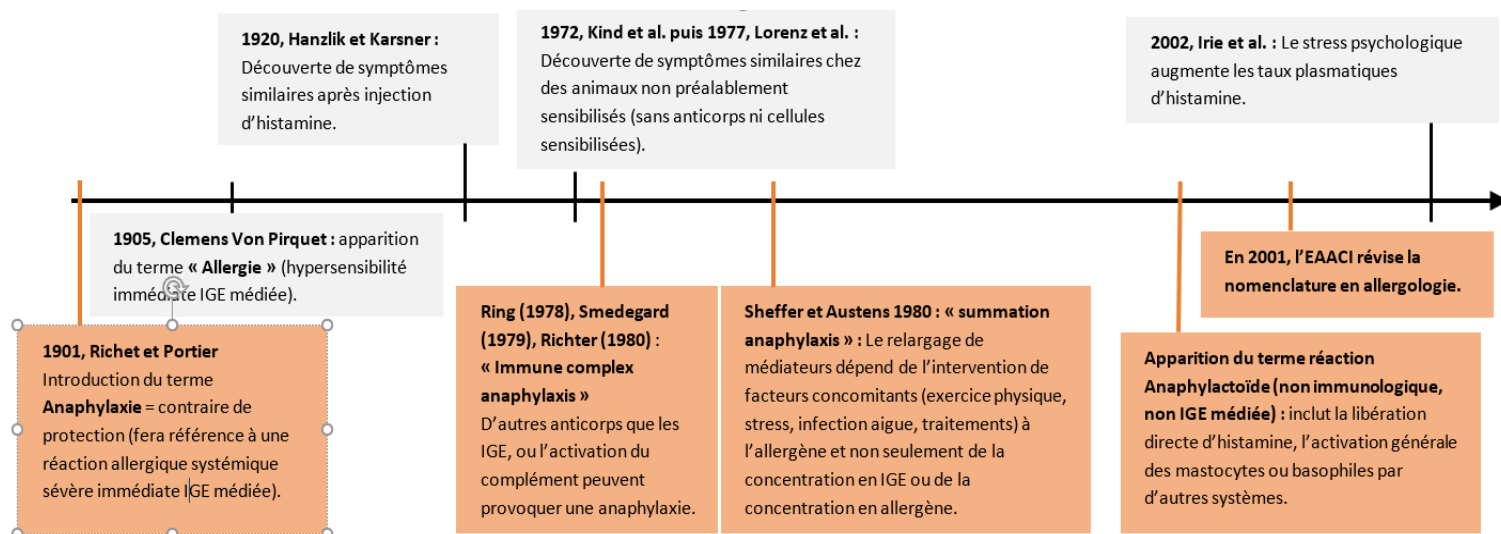 1920, Hanzlik et Karsner :
Découverte de symptômes
similaires après injection
d’histamine.
1972, Kind et al. puis 1977, Lorenz et al. :
Découverte de symptômes similaires chez
des animaux non préalablement
sensibilisés (sans anticorps ni cellules
sensibilisées).
2002, Irie et al. : Le stress psychologique
augmente les taux plasmatiques
d’histamine.
1905, Clemens Von Pirquet : apparition
du terme « Allergie » (hypersensibilité
immédiate IGE médiée).
En 2001, l’EAACI révise la
nomenclature en allergologie.
1901, Richet et Portier
Introduction du terme
Anaphylaxie = contraire de
protection (fera référence à une
réaction allergique systémique
sévère immédiate IGE médiée).
Ring (1978), Smedegard
(1979), Richter (1980) :
« Immune complex
anaphylaxis »
D’autres anticorps que les
IGE, ou l’activation du
complément peuvent
provoquer une anaphylaxie.
Sheffer et Austens 1980 : « summation
anaphylaxis » : Le relargage de
médiateurs dépend de l’intervention de
facteurs concomitants (exercice physique,
stress, infection aigue, traitements) à
l’allergène et non seulement de la
concentration en IGE ou de la
concentration en allergène.
Apparition du terme réaction
Anaphylactoïde (non immunologique,
non IGE médiée) : inclut la libération
directe d’histamine, l’activation générale
des mastocytes ou basophiles par
d’autres systèmes.